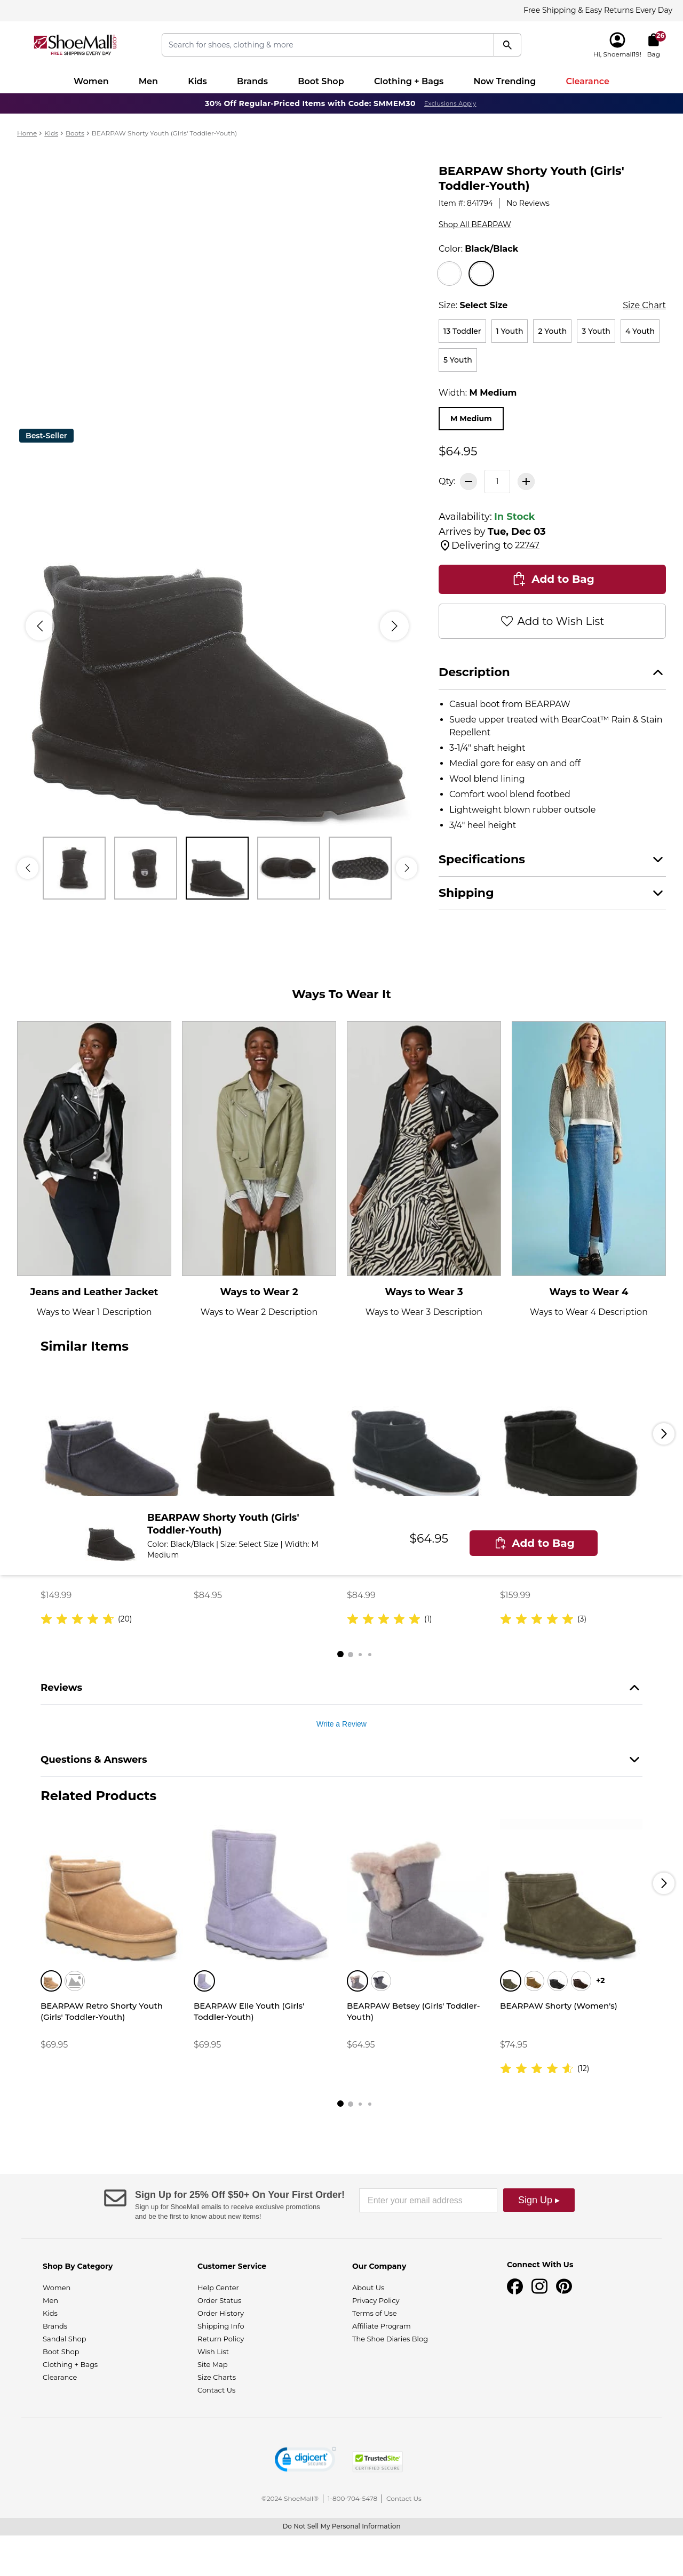 Free Shipping & Easy Returns Every Day
ShoeMall.com
FREE SHIPPING EVERY DAY
Search for shoes, clothing & more
Hi, Shoemall19!
26
Bag
Women
Men
Kids
Brands
Boot Shop
Clothing + Bags
Now Trending
Clearance
30% Off Regular-Priced Items with Code: SMMEM30
Exclusions Apply
Home > Kids > Boots > BEARPAW Shorty Youth (Girls' Toddler-Youth)
Best-Seller
BEARPAW Shorty Youth (Girls'
Toddler-Youth)
Item #: 841794 | No Reviews
Shop All BEARPAW
Color: Black/Black
Size: Select Size
Size Chart
13 Toddler
1 Youth
2 Youth
3 Youth
4 Youth
5 Youth
Width: M Medium
M Medium
$64.95
Qty:
1
Availability: In Stock
Arrives by Tue, Dec 03
Delivering to 22747
Add to Bag
Add to Wish List
Description
• Casual boot from BEARPAW
• Suede upper treated with BearCoat™ Rain & Stain
Repellent
• 3-1/4" shaft height
• Medial gore for easy on and off
• Wool blend lining
• Comfort wool blend footbed
• Lightweight blown rubber outsole
• 3/4" heel height
Specifications
Shipping
Ways To Wear It
Jeans and Leather Jacket
Ways to Wear 1 Description
Ways to Wear 2
Ways to Wear 2 Description
Ways to Wear 3
Ways to Wear 3 Description
Ways to Wear 4
Ways to Wear 4 Description
Similar Items
BEARPAW Shorty Youth (Girls'
Toddler-Youth)
Color: Black/Black | Size: Select Size | Width: M
Medium
$64.95
Add to Bag
$149.99
(20)
$84.95
$84.99
(1)
$159.99
(3)
Reviews
Write a Review
Questions & Answers
Related Products
BEARPAW Retro Shorty Youth
(Girls' Toddler-Youth)
$69.95
BEARPAW Elle Youth (Girls'
Toddler-Youth)
$69.95
BEARPAW Betsey (Girls' Toddler-
Youth)
$64.95
+2
BEARPAW Shorty (Women's)
$74.95
(12)
Sign Up for 25% Off $50+ On Your First Order!
Sign up for ShoeMall emails to receive exclusive promotions
and be the first to know about new items!
Enter your email address
Sign Up ▸
Shop By Category
Women
Men
Kids
Brands
Sandal Shop
Boot Shop
Clothing + Bags
Clearance
Customer Service
Help Center
Order Status
Order History
Shipping Info
Return Policy
Wish List
Site Map
Size Charts
Contact Us
Our Company
About Us
Privacy Policy
Terms of Use
Affiliate Program
The Shoe Diaries Blog
Connect With Us
digicert
SECURED
TrustedSite
CERTIFIED SECURE
©2024 ShoeMall® | 1-800-704-5478 | Contact Us
Do Not Sell My Personal Information